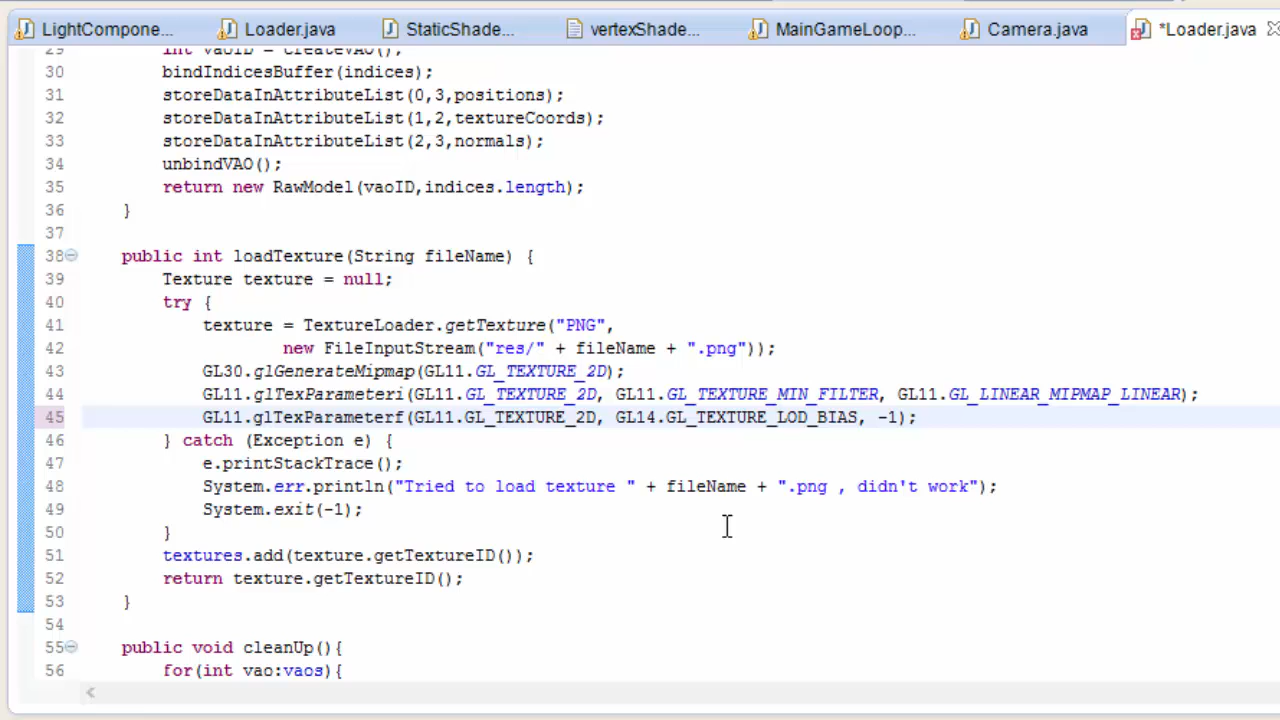 LightCompone... Loader.java StaticShade... vertexShade... MainGameLoop... Camera.java *Loader.java
29 int vaoID = createVAO();
30 bindIndicesBuffer(indices);
31 storeDataInAttributeList(0,3,positions);
32 storeDataInAttributeList(1,2,textureCoords);
33 storeDataInAttributeList(2,3,normals);
34 unbindVAO();
35 return new RawModel(vaoID,indices.length);
36 }
37
38 public int loadTexture(String fileName) {
39 Texture texture = null;
40 try {
41 texture = TextureLoader.getTexture("PNG",
42 new FileInputStream("res/" + fileName + ".png"));
43 GL30.glGenerateMipmap(GL11.GL_TEXTURE_2D);
44 GL11.glTexParameteri(GL11.GL_TEXTURE_2D, GL11.GL_TEXTURE_MIN_FILTER, GL11.GL_LINEAR_MIPMAP_LINEAR);
45 GL11.glTexParameterf(GL11.GL_TEXTURE_2D, GL14.GL_TEXTURE_LOD_BIAS, -1);
46 } catch (Exception e) {
47 e.printStackTrace();
48 System.err.println("Tried to load texture " + fileName + ".png , didn't work");
49 System.exit(-1);
50 }
51 textures.add(texture.getTextureID());
52 return texture.getTextureID();
53 }
54
55 public void cleanUp(){
56 for(int vao:vaos){